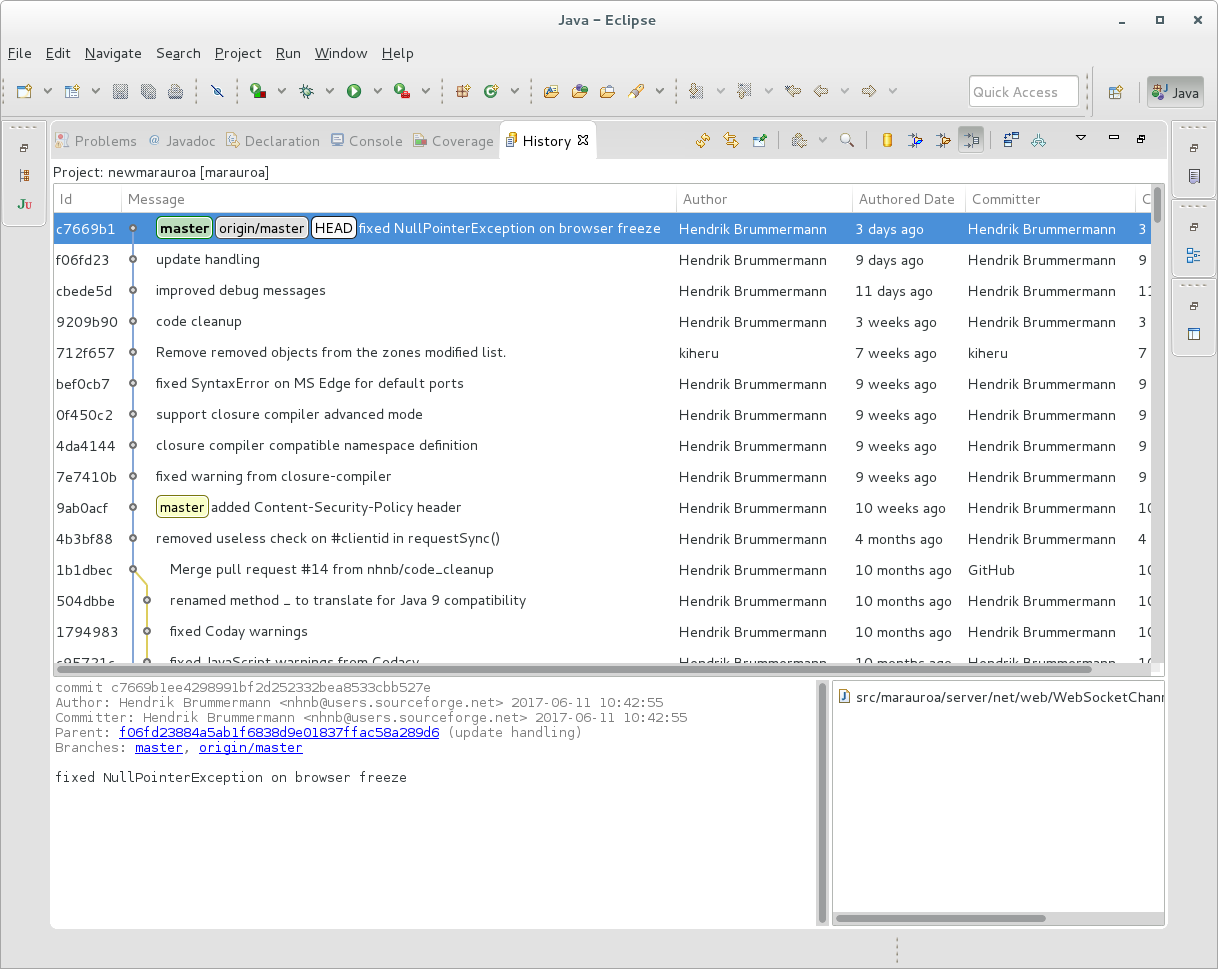 Java - Eclipse
File Edit Navigate Search Project Run Window Help
Quick Access
Java
Problems @ Javadoc Declaration Console Coverage History
Project: newmarauroa [marauroa]
Id Message Author Authored Date Committer C
c7669b1 master origin/master HEAD fixed NullPointerException on browser freeze Hendrik Brummermann 3 days ago Hendrik Brummermann 3
f06fd23 update handling Hendrik Brummermann 9 days ago Hendrik Brummermann 9
cbede5d improved debug messages Hendrik Brummermann 11 days ago Hendrik Brummermann 11
9209b90 code cleanup Hendrik Brummermann 3 weeks ago Hendrik Brummermann 3
712f657 Remove removed objects from the zones modified list. kiheru 7 weeks ago kiheru 7
bef0cb7 fixed SyntaxError on MS Edge for default ports Hendrik Brummermann 9 weeks ago Hendrik Brummermann 9
0f450c2 support closure compiler advanced mode Hendrik Brummermann 9 weeks ago Hendrik Brummermann 9
4da4144 closure compiler compatible namespace definition Hendrik Brummermann 9 weeks ago Hendrik Brummermann 9
7e7410b fixed warning from closure-compiler Hendrik Brummermann 9 weeks ago Hendrik Brummermann 9
9ab0acf master added Content-Security-Policy header Hendrik Brummermann 10 weeks ago Hendrik Brummermann 10
4b3bf88 removed useless check on #clientid in requestSync() Hendrik Brummermann 4 months ago Hendrik Brummermann 4
1b1dbec Merge pull request #14 from nhnb/code_cleanup Hendrik Brummermann 10 months ago GitHub 10
504dbbe renamed method _ to translate for Java 9 compatibility Hendrik Brummermann 10 months ago Hendrik Brummermann 10
1794983 fixed Coday warnings Hendrik Brummermann 10 months ago Hendrik Brummermann 10
fixed JavaScript warnings from Codacy Hendrik Brummermann 10 months ago Hendrik Brummermann 10
commit c7669b1ee4298991bf2d252332bea8533cbb527e
Author: Hendrik Brummermann <nhnb@users.sourceforge.net> 2017-06-11 10:42:55
Committer: Hendrik Brummermann <nhnb@users.sourceforge.net> 2017-06-11 10:42:55
Parent: f06fd23884a5ab1f6838d9e01837ffac58a289d6 (update handling)
Branches: master, origin/master
fixed NullPointerException on browser freeze
src/marauroa/server/net/web/WebSocketChann